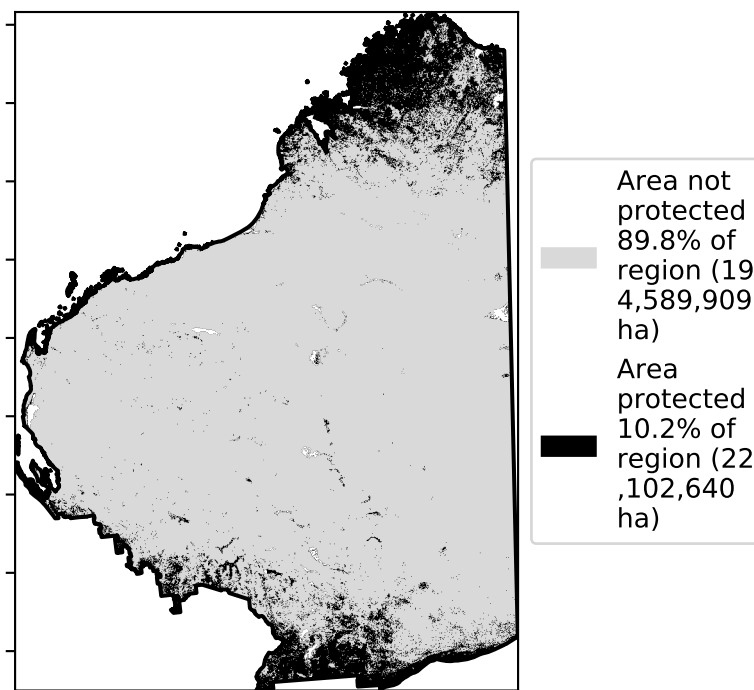 Area not
protected
89.8% of
region (19
4,589,909
ha)
Area
protected
10.2% of
region (22
,102,640
ha)